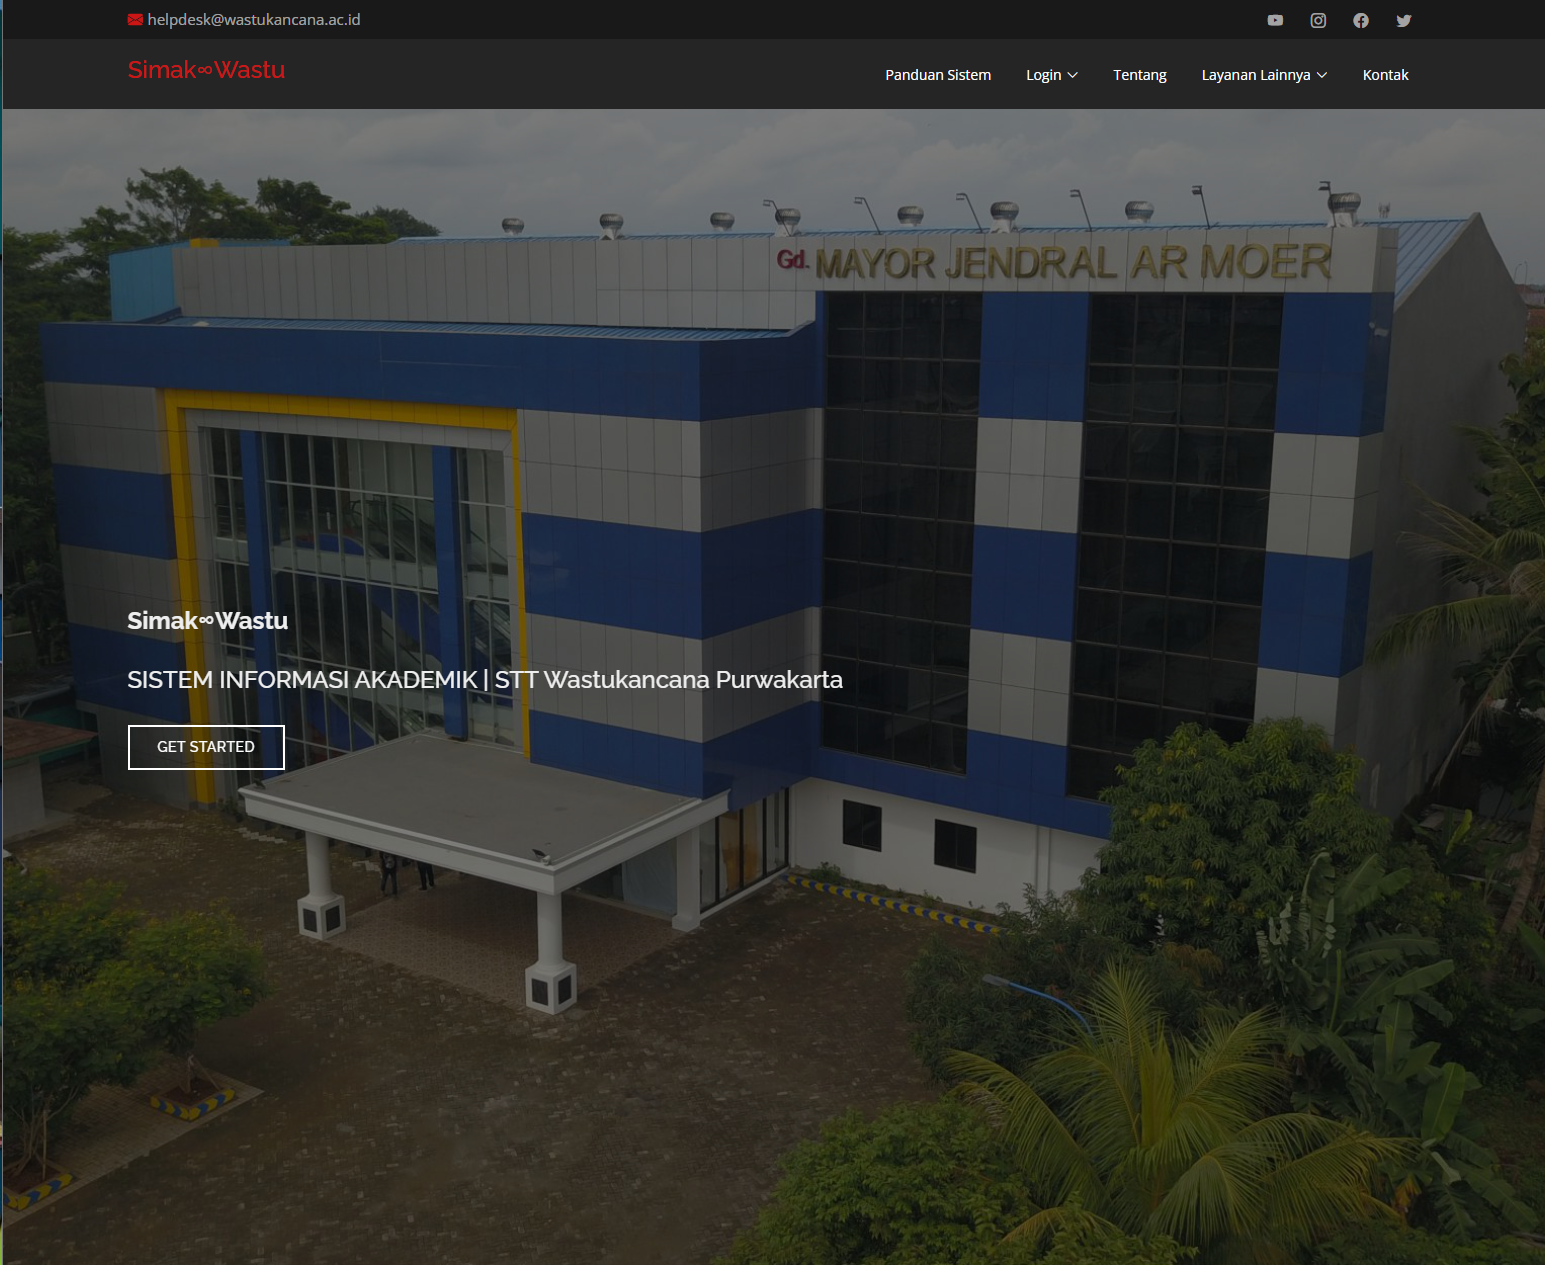 helpdesk@wastukancana.ac.id
Simak∞Wastu
Panduan Sistem
Login
Tentang
Layanan Lainnya
Kontak
Gd. MAYOR JENDRAL AR MOER
Simak∞Wastu
SISTEM INFORMASI AKADEMIK | STT Wastukancana Purwakarta
GET STARTED